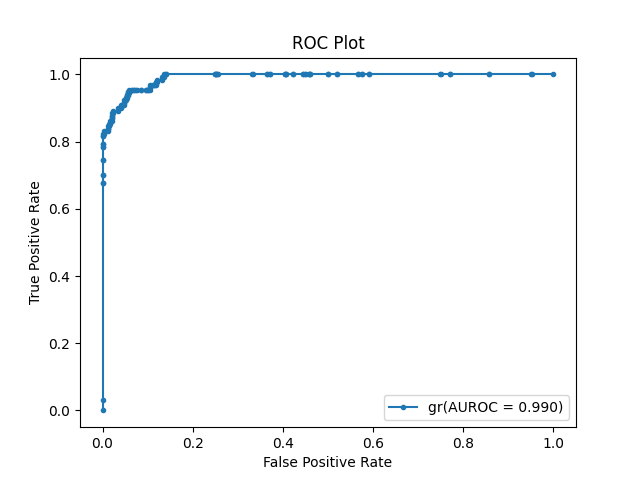 ROC Plot
True Positive Rate
1.0
0.8
0.6
0.4
0.2
0.0
gr(AUROC = 0.990)
0.0 0.2 0.4 0.6 0.8 1.0
False Positive Rate